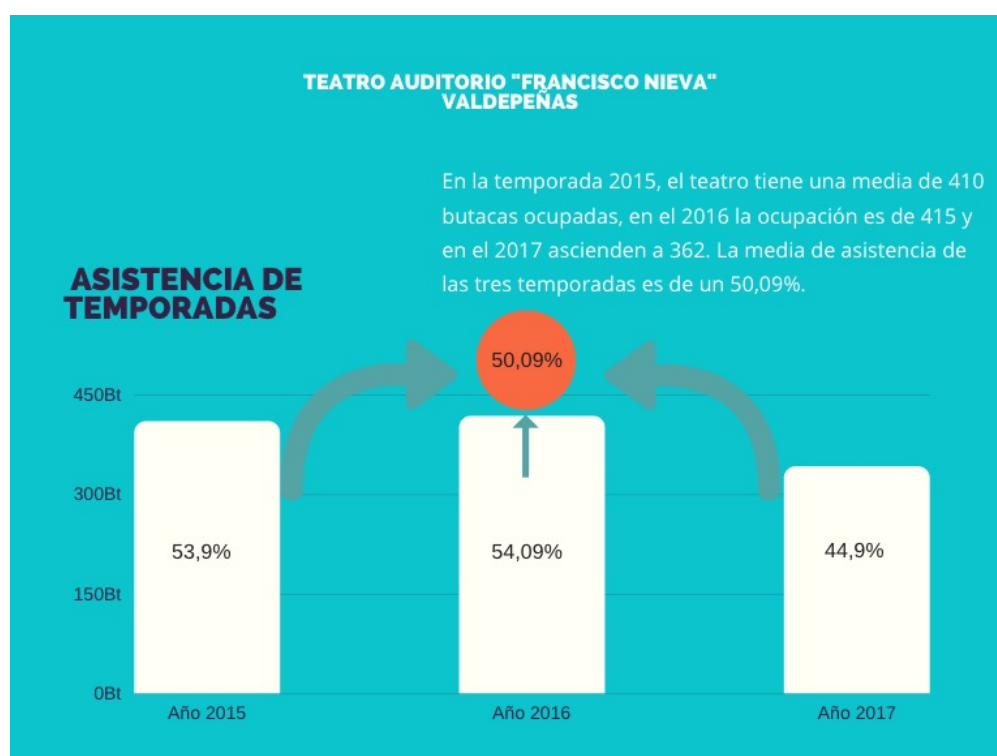 TEATRO AUDITORIO "FRANCISCO NIEVA"
VALDEPEÑAS
En la temporada 2015, el teatro tiene una media de 410
butacas ocupadas, en el 2016 la ocupación es de 415 y
en el 2017 ascienden a 362. La media de asistencia de
las tres temporadas es de un 50,09%.
ASISTENCIA DE
TEMPORADAS
50,09%
450Bt
300Bt
150Bt
0Bt
53,9%
54,09%
44,9%
Año 2015
Año 2016
Año 2017